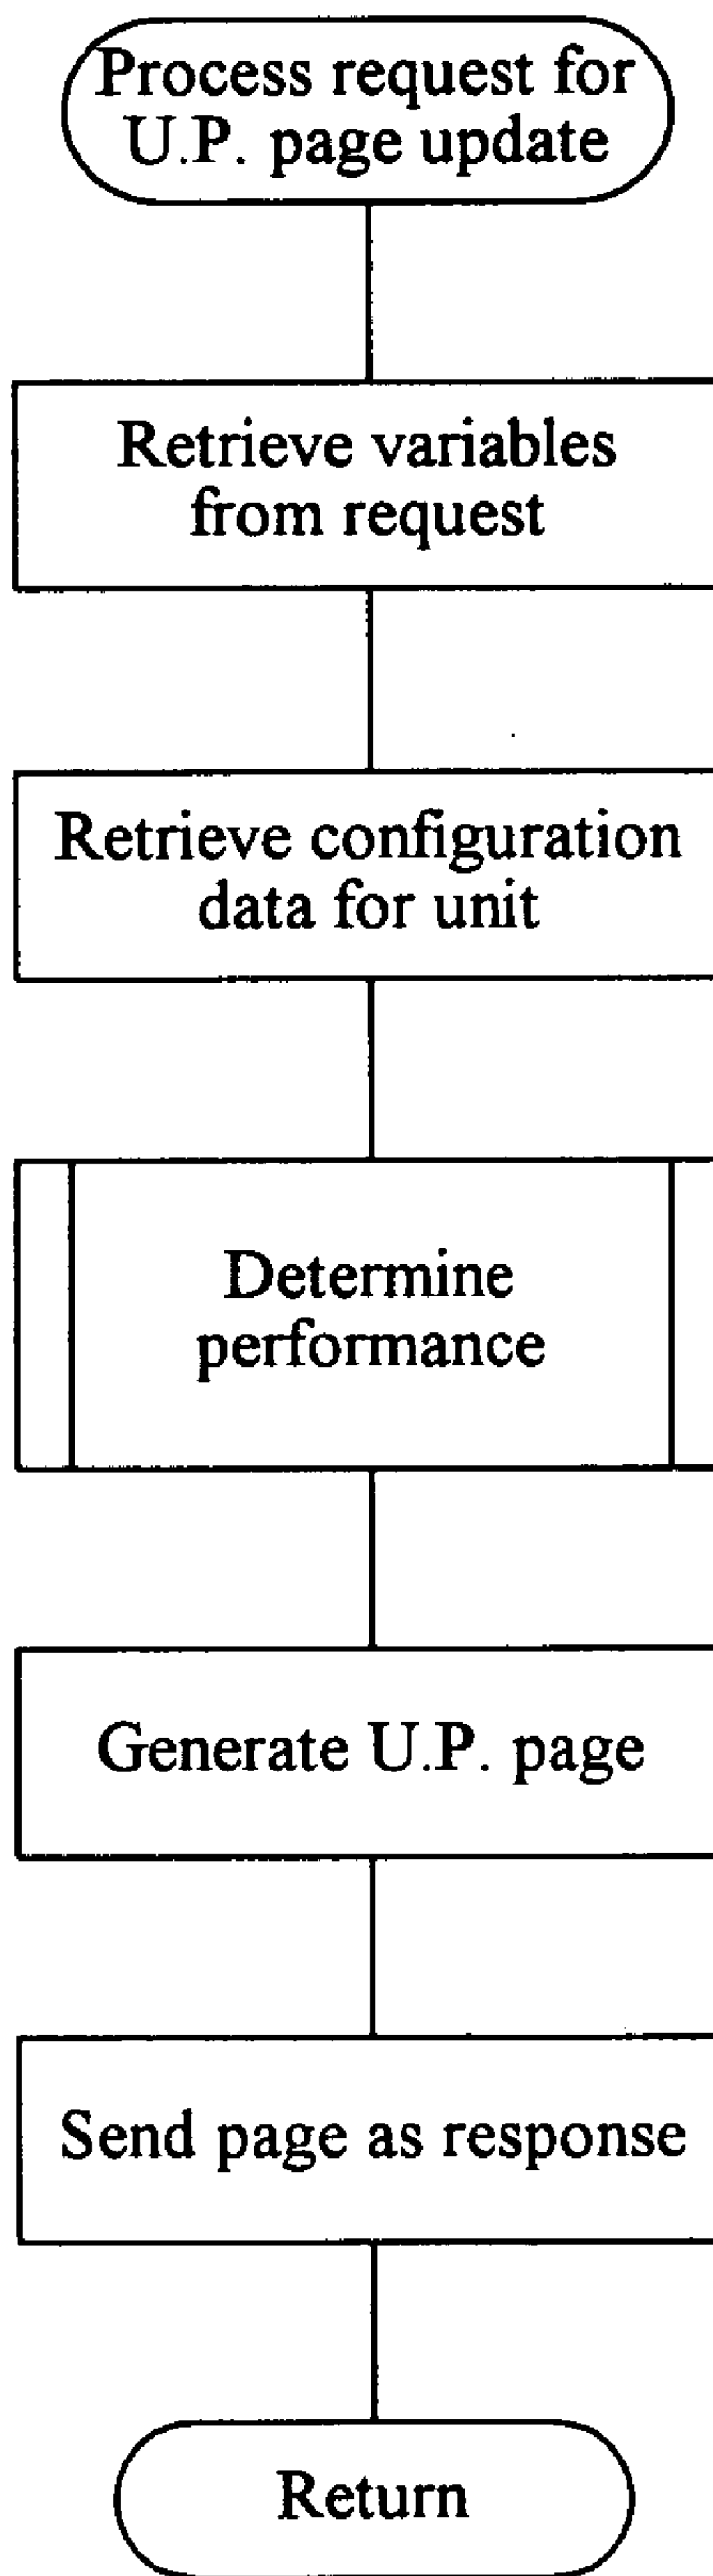 Process request for
U.P. page update
Retrieve variables
from request
Retrieve configuration
data for unit
Determine
performance
Generate U.P. page
Send page as response
Return